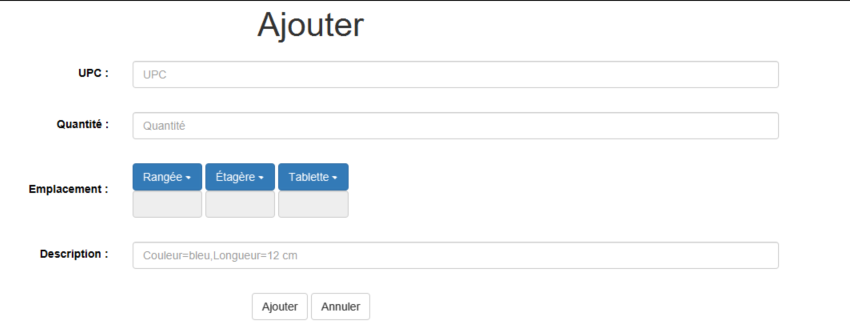 Ajouter
UPC : UPC
Quantité : Quantité
Emplacement : Rangée Étagère Tablette
Description : Couleur=bleu,Longueur=12 cm
Ajouter Annuler